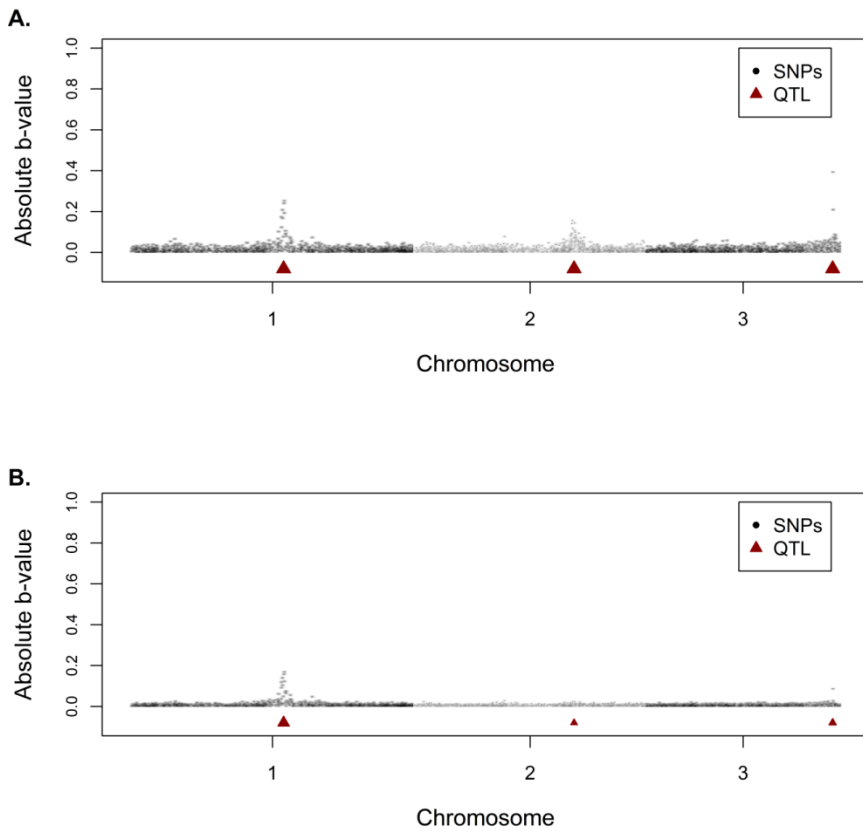 A.
Absolute b-value
0.0 0.2 0.4 0.6 0.8 1.0
SNPs
QTL
1 2 3
Chromosome
B.
Absolute b-value
0.0 0.2 0.4 0.6 0.8 1.0
SNPs
QTL
1 2 3
Chromosome